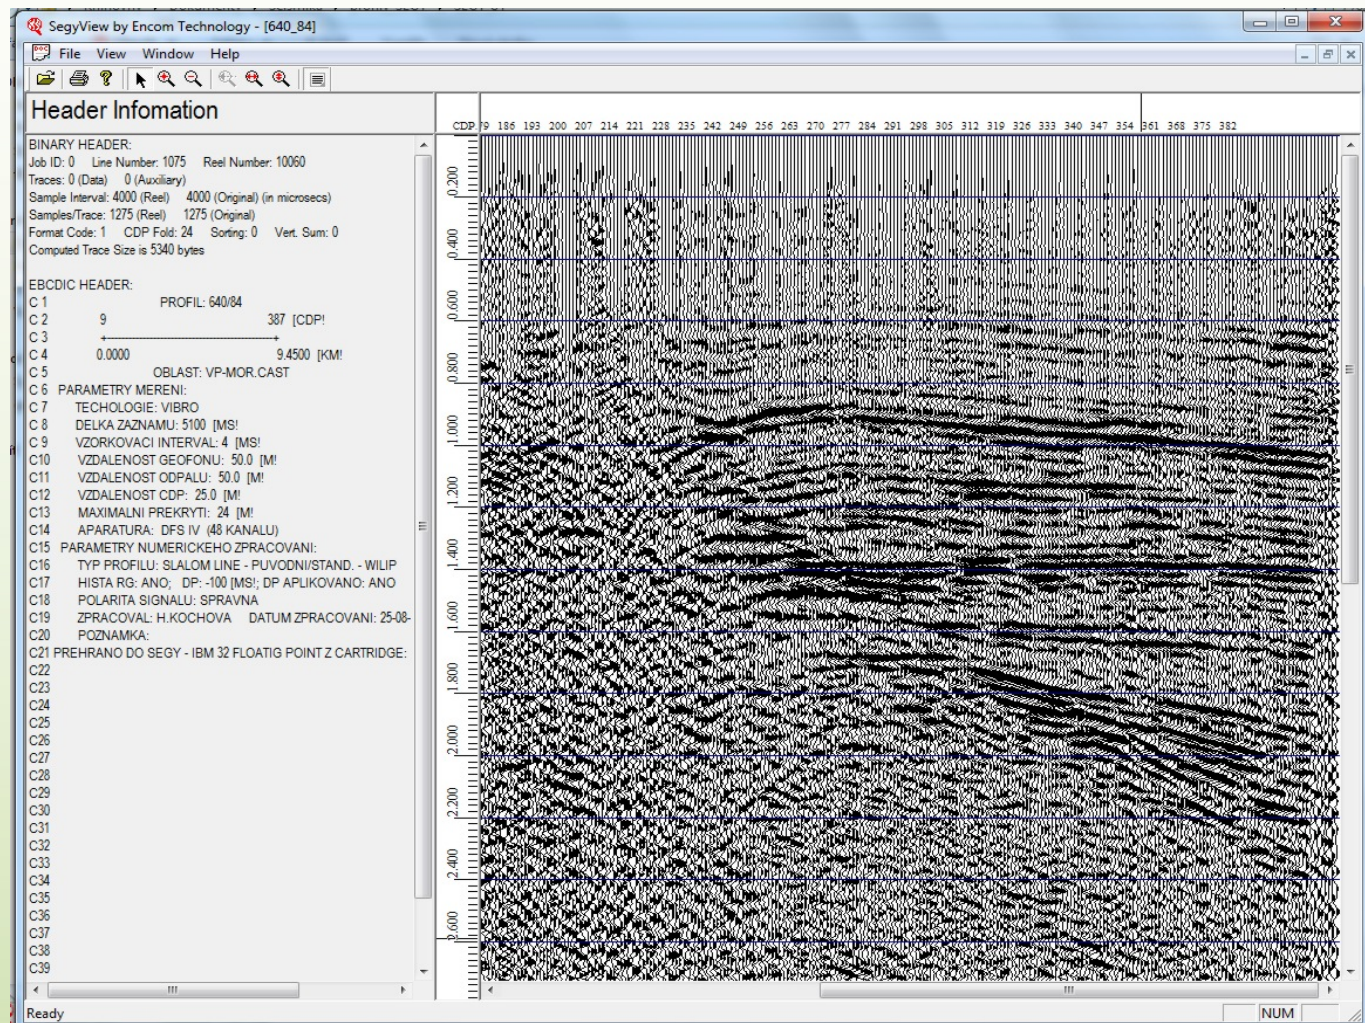 SegyView by Encom Technology - [640_84]
File View Window Help
Header Infomation
BINARY HEADER:
Job ID: 0 Line Number: 1075 Reel Number: 10060
Traces: 0 (Data) 0 (Auxiliary)
Sample Interval: 4000 (Reel) 4000 (Original) (in microsecs)
Samples/Trace: 1275 (Reel) 1275 (Original)
Format Code: 1 CDP Fold: 24 Sorting: 0 Vert. Sum: 0
Computed Trace Size is 5340 bytes
EBCDIC HEADER:
C 1 PROFIL: 640/84
C 2 9 387 [CDP!
C 3 +----------------------------------------+
C 4 0.0000 9.4500 [KM!
C 5 OBLAST: VP-MOR.CAST
C 6 PARAMETRY MERENI:
C 7 TECHOLOGIE: VIBRO
C 8 DELKA ZAZNAMU: 5100 [MS!
C 9 VZORKOVACI INTERVAL: 4 [MS!
C10 VZDALENOST GEOFONU: 50.0 [M!
C11 VZDALENOST ODPALU: 50.0 [M!
C12 VZDALENOST CDP: 25.0 [M!
C13 MAXIMALNI PREKRYTI: 24 [M!
C14 APARATURA: DFS IV (48 KANALU)
C15 PARAMETRY NUMERICKEHO ZPRACOVANI:
C16 TYP PROFILU: SLALOM LINE - PUVODNI/STAND. - WILIP
C17 HISTA RG: ANO; DP: -100 [MS!; DP APLIKOVANO: ANO
C18 POLARITA SIGNALU: SPRAVNA
C19 ZPRACOVAL: H.KOCHOVA DATUM ZPRACOVANI: 25-08-
C20 POZNAMKA:
C21 PREHRANO DO SEGY - IBM 32 FLOATIG POINT Z CARTRIDGE:
C22
C23
C24
C25
C26
C27
C28
C29
C30
C31
C32
C33
C34
C35
C36
C37
C38
C39
CDP 79 186 193 200 207 214 221 228 235 242 249 256 263 270 277 284 291 298 305 312 319 326 333 340 347 354 361 368 375 382
0.200
0.400
0.600
0.800
1.000
1.200
1.400
1.600
1.800
2.000
2.200
2.400
2.600
Ready
NUM